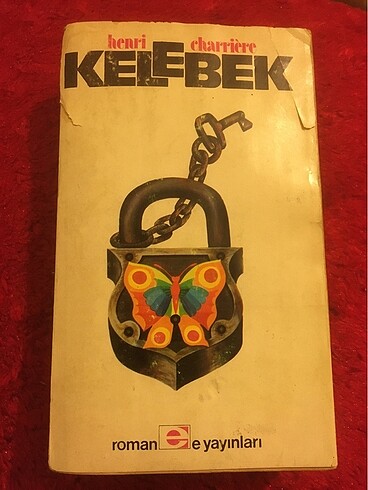 henri charrière
KELEBEK
roman e e yayınları